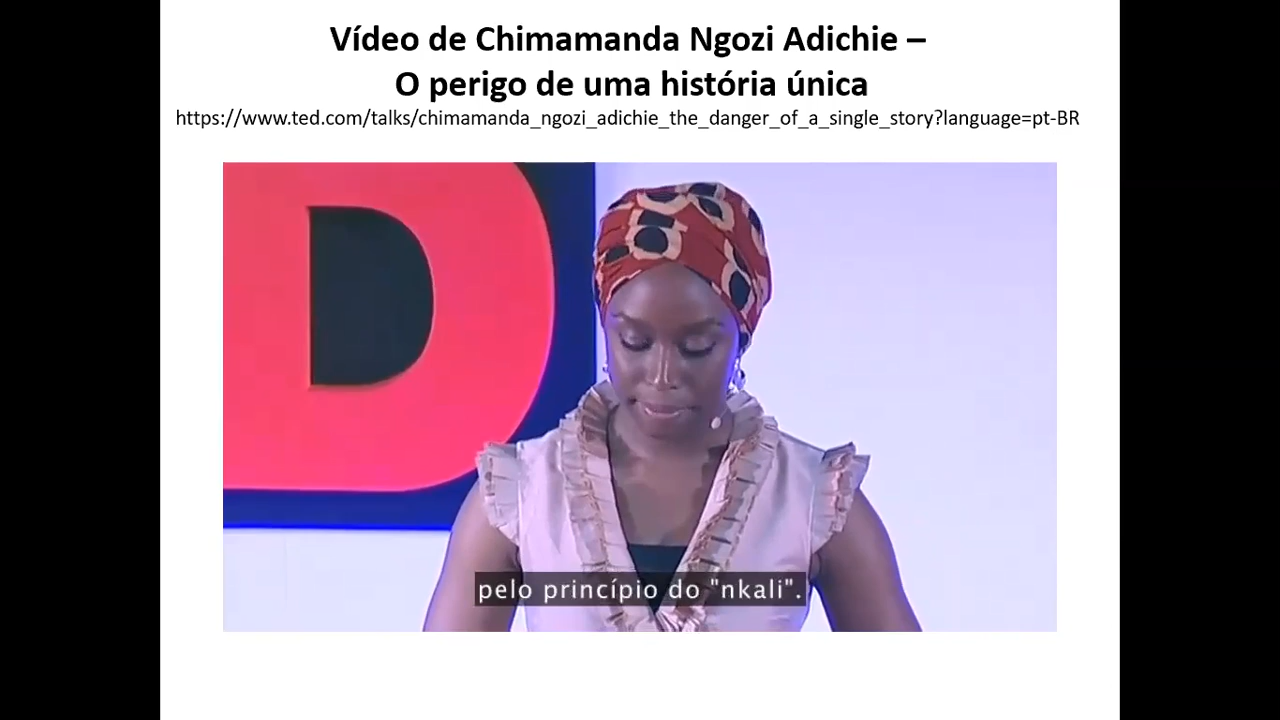 Vídeo de Chimamanda Ngozi Adichie –
O perigo de uma história única
https://www.ted.com/talks/chimamanda_ngozi_adichie_the_danger_of_a_single_story?language=pt-BR
D
pelo princípio do "nkali".